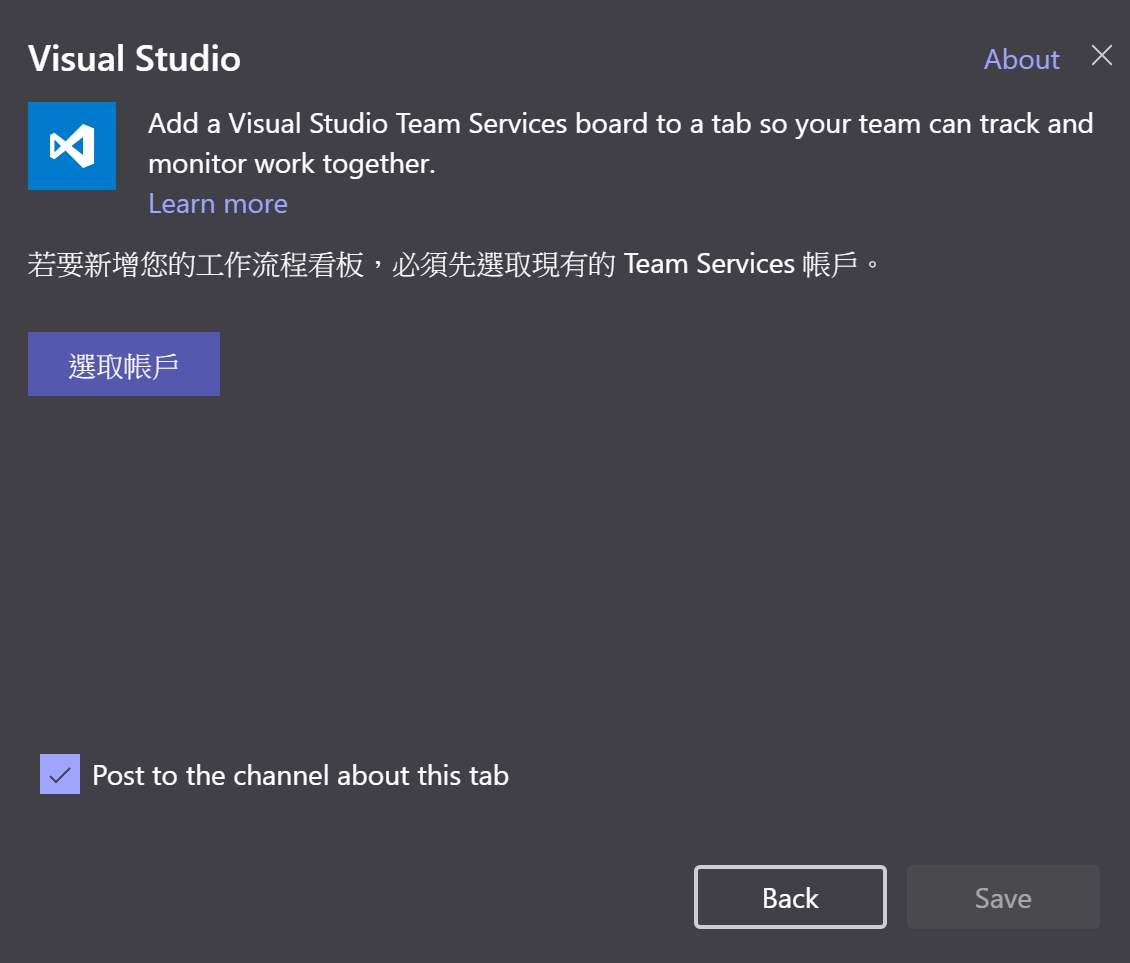 Visual Studio
About
Add a Visual Studio Team Services board to a tab so your team can track and
monitor work together.
Learn more
若要新增您的工作流程看板，必須先選取現有的 Team Services 帳戶。
選取帳戶
Post to the channel about this tab
Back
Save